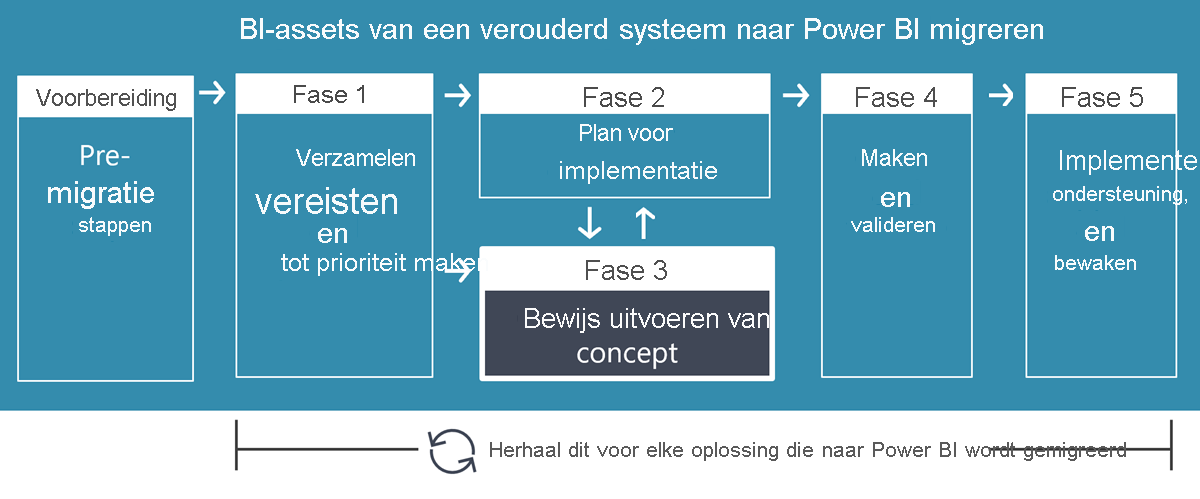 BI-assets van een verouderd systeem naar Power BI migreren
Voorbereiding
Pre-
migratie
stappen
Fase 1
Verzamelen
vereisten
en
tot prioriteit maken
Fase 2
Plan voor
implementatie
Fase 3
Bewijs uitvoeren van
concept
Fase 4
Maken
en
valideren
Fase 5
Implemente
ondersteuning,
en
bewaken
Herhaal dit voor elke oplossing die naar Power BI wordt gemigreerd